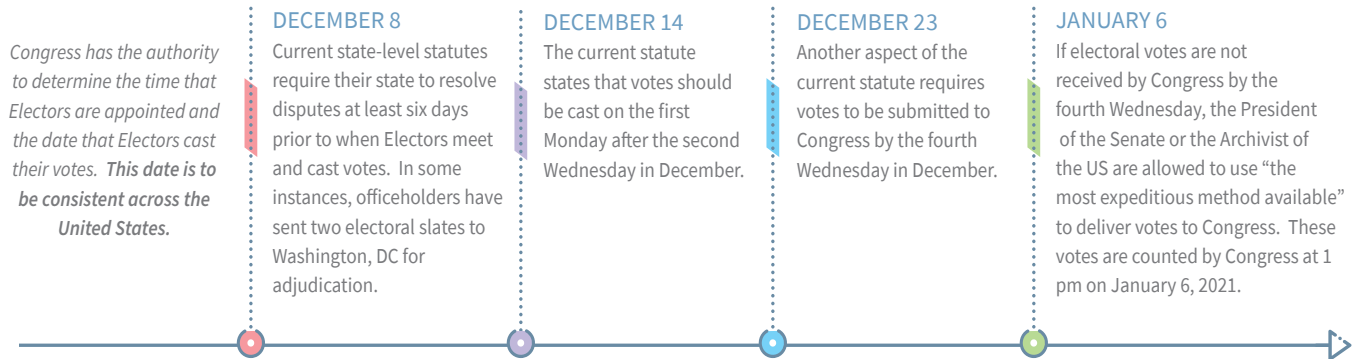 Congress has the authority
to determine the time that
Electors are appointed and
the date that Electors cast
their votes.  This date is to
be consistent across the
United States.
DECEMBER 8
Current state-level statutes
require their state to resolve
disputes at least six days
prior to when Electors meet
and cast votes.  In some
instances, officeholders have
sent two electoral slates to
Washington, DC for
adjudication.
DECEMBER 14
The current statute
states that votes should
be cast on the first
Monday after the second
Wednesday in December.
DECEMBER 23
Another aspect of the
current statute requires
votes to be submitted to
Congress by the fourth
Wednesday in December.
JANUARY 6
If electoral votes are not
received by Congress by the
fourth Wednesday, the President
of the Senate or the Archivist of
the US are allowed to use “the
most expeditious method available”
to deliver votes to Congress.  These
votes are counted by Congress at 1
pm on January 6, 2021.